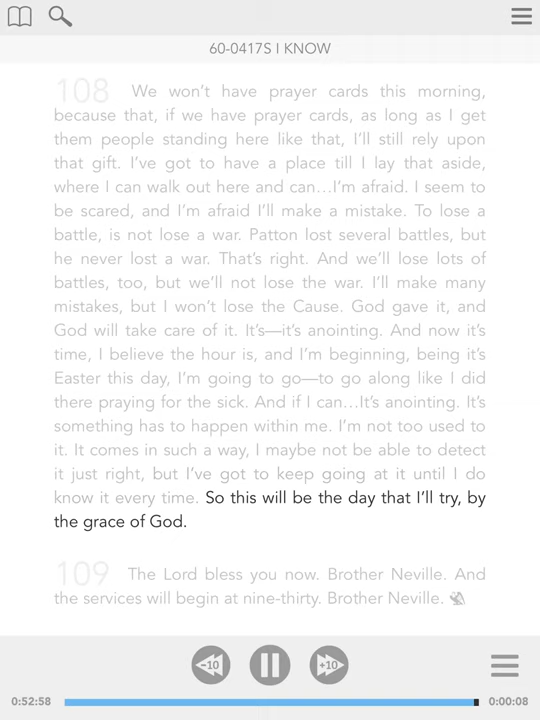 60-0417S I KNOW
108 We won’t have prayer cards this morning,
because that, if we have prayer cards, as long as I get
them people standing here like that, I’ll still rely upon
that gift. I’ve got to have a place till I lay that aside,
where I can walk out here and can…I’m afraid. I seem to
be scared, and I’m afraid I’ll make a mistake. To lose a
battle, is not lose a war. Patton lost several battles, but
he never lost a war. That’s right. And we’ll lose lots of
battles, too, but we’ll not lose the war. I’ll make many
mistakes, but I won’t lose the Cause. God gave it, and
God will take care of it. It’s—it’s anointing. And now it’s
time, I believe the hour is, and I’m beginning, being it’s
Easter this day, I’m going to go—to go along like I did
there praying for the sick. And if I can…It’s anointing. It’s
something has to happen within me. I’m not too used to
it. It comes in such a way, I maybe not be able to detect
it just right, but I’ve got to keep going at it until I do
know it every time. So this will be the day that I’ll try, by
the grace of God.
109 The Lord bless you now. Brother Neville. And
the services will begin at nine-thirty. Brother Neville.
-10 +10
0:52:58 0:00:08